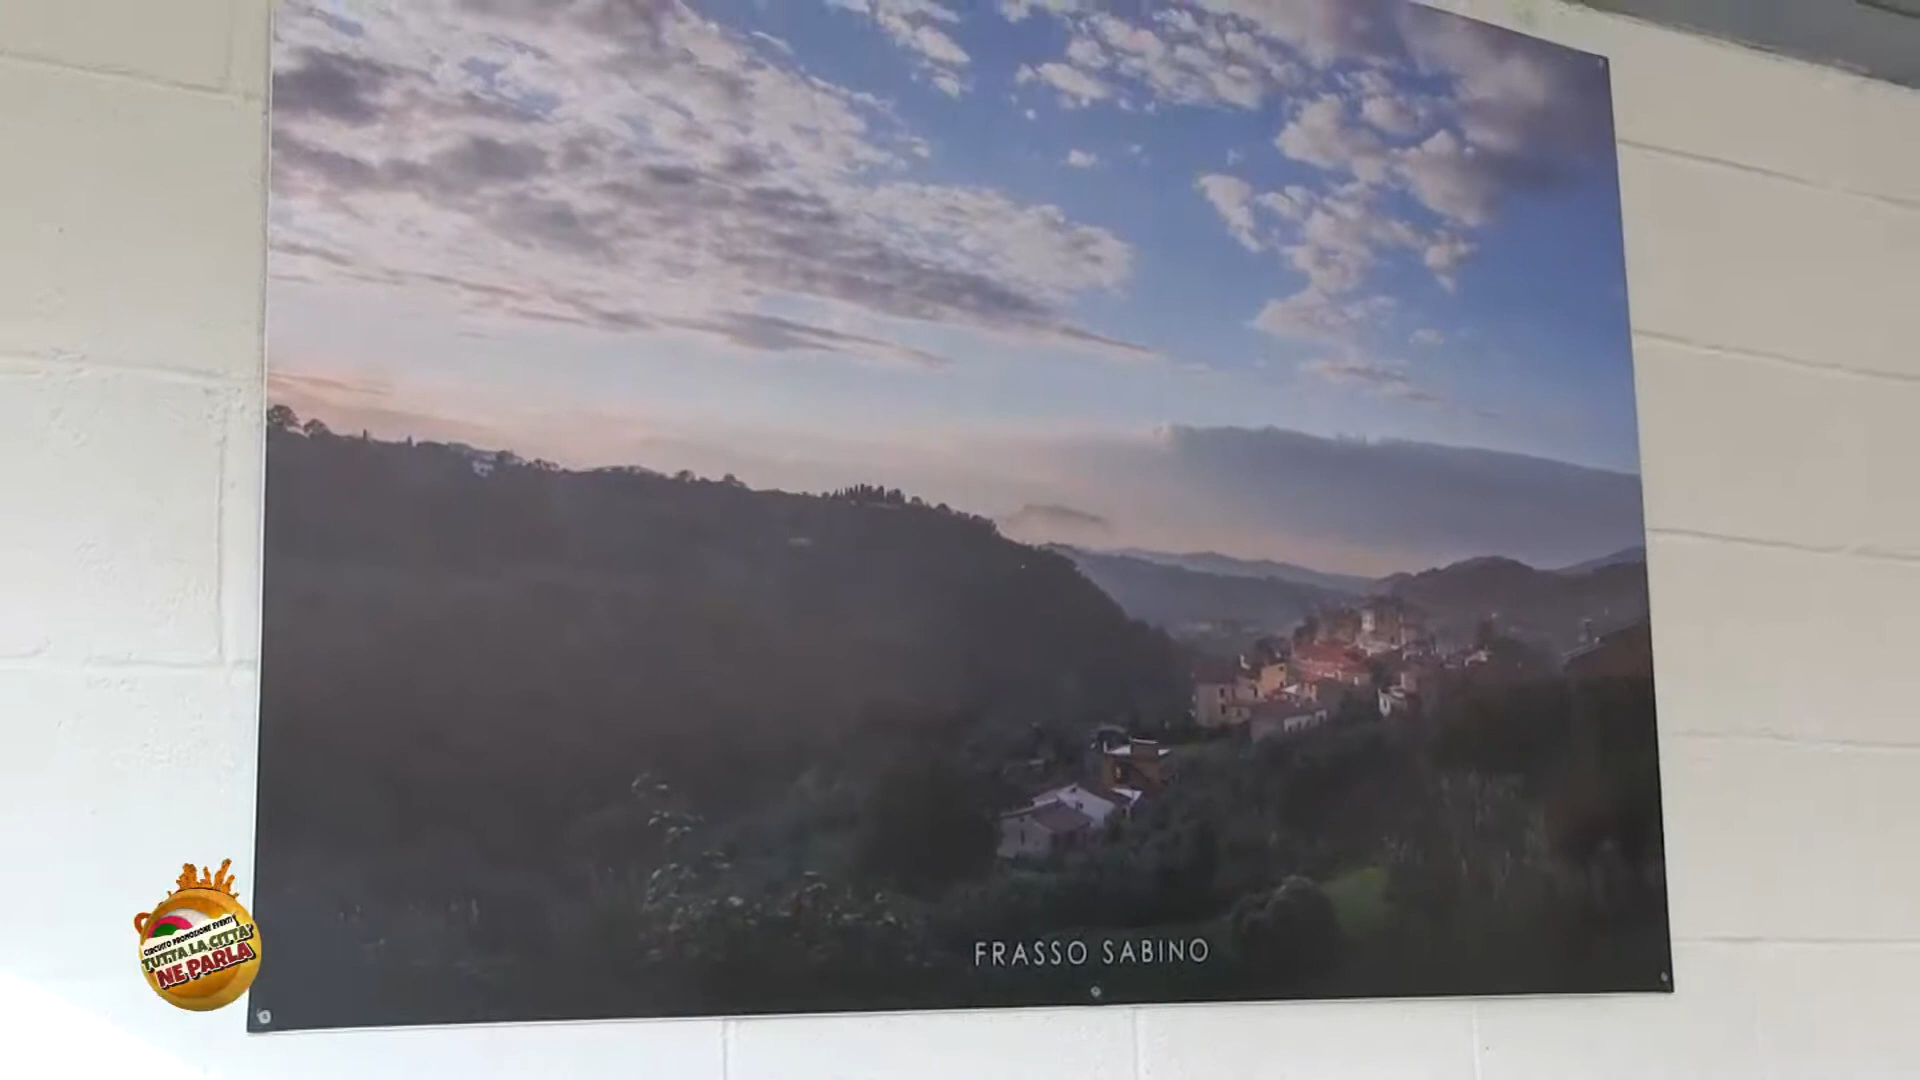 FRASSO SABINO
CIRCUITO PROMOZIONE EVENTI
TUTTA LA CITTA'
NE PARLA